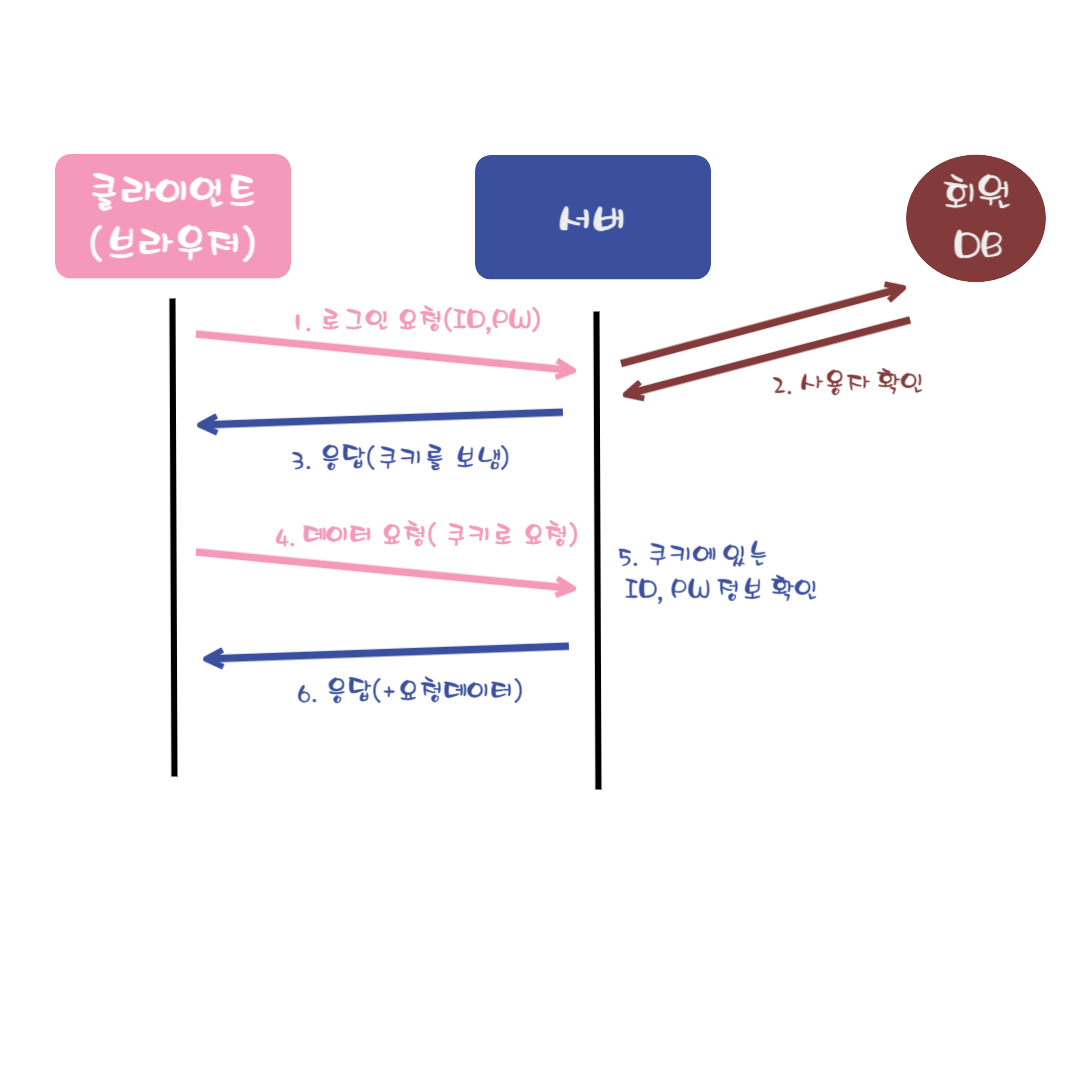 클라이언트
(브라우저)
서버
회원
DB
1. 로그인 요청(ID,PW)
2. 사용자 확인
3. 응답(쿠키를 보냄)
4. 데이터 요청( 쿠키로 요청)
5. 쿠키에 있는
ID, PW 정보 확인
6. 응답(+요청데이터)